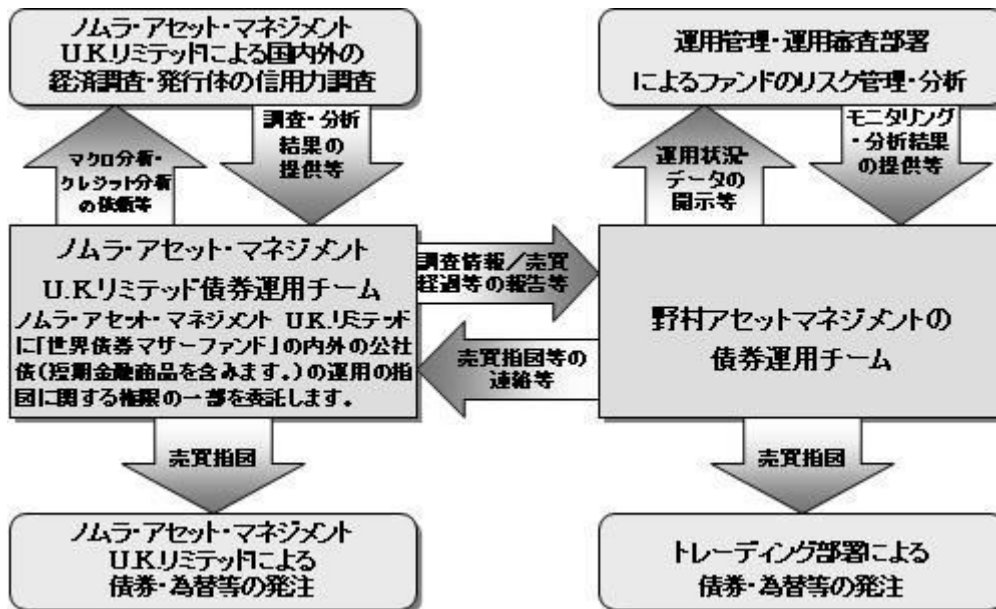 ノムラ・アセット・マネジメント
U.K.リミテッドによる国内外の
経済調査・発行体の信用力調査
運用管理・運用審査部署
によるファンドのリスク管理・分析
マクロ分析・
クレジット分析
の依頼等
調査・分析
結果の
提供等
運用状況・
データの
開示等
モニタリング
・分析結果
の提供等
ノムラ・アセット・マネジメント
U.K.リミテッド債券運用チーム
ノムラ・アセット・マネジメント U.K.リミテッド
に「世界債券マザーファンド」の内外の公社
債(短期金融商品を含みます。)の運用の指
図に関する権限の一部を委託します。
調査情報/売買
経過等の報告等
売買指図等の
連絡等
野村アセットマネジメントの
債券運用チーム
売買指図
売買指図
ノムラ・アセット・マネジメント
U.K.リミテッドによる
債券・為替等の発注
トレーディング部署による
債券・為替等の発注